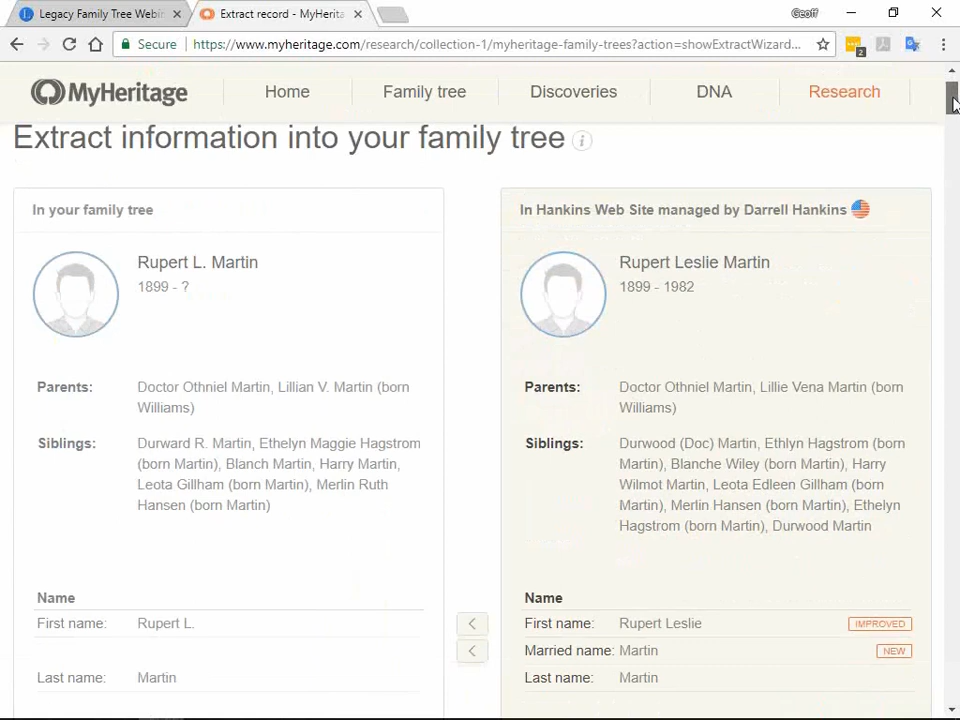 Legacy Family Tree Webin
Extract record - MyHerita
Geoff
Secure
https://www.myheritage.com/research/collection-1/myheritage-family-trees?action=showExtractWizard...
2
MyHeritage
Home
Family tree
Discoveries
DNA
Research
Extract information into your family tree
In your family tree
Rupert L. Martin
1899 - ?
Parents: Doctor Othniel Martin, Lillian V. Martin (born
Williams)
Siblings: Durward R. Martin, Ethelyn Maggie Hagstrom
(born Martin), Blanch Martin, Harry Martin,
Leota Gillham (born Martin), Merlin Ruth
Hansen (born Martin)
Name
First name: Rupert L.
Last name: Martin
In Hankins Web Site managed by Darrell Hankins
Rupert Leslie Martin
1899 - 1982
Parents: Doctor Othniel Martin, Lillie Vena Martin (born
Williams)
Siblings: Durwood (Doc) Martin, Ethlyn Hagstrom (born
Martin), Blanche Wiley (born Martin), Harry
Wilmot Martin, Leota Edleen Gillham (born
Martin), Merlin Hansen (born Martin), Ethelyn
Hagstrom (born Martin), Durwood Martin
Name
First name: Rupert Leslie IMPROVED
Married name: Martin NEW
Last name: Martin